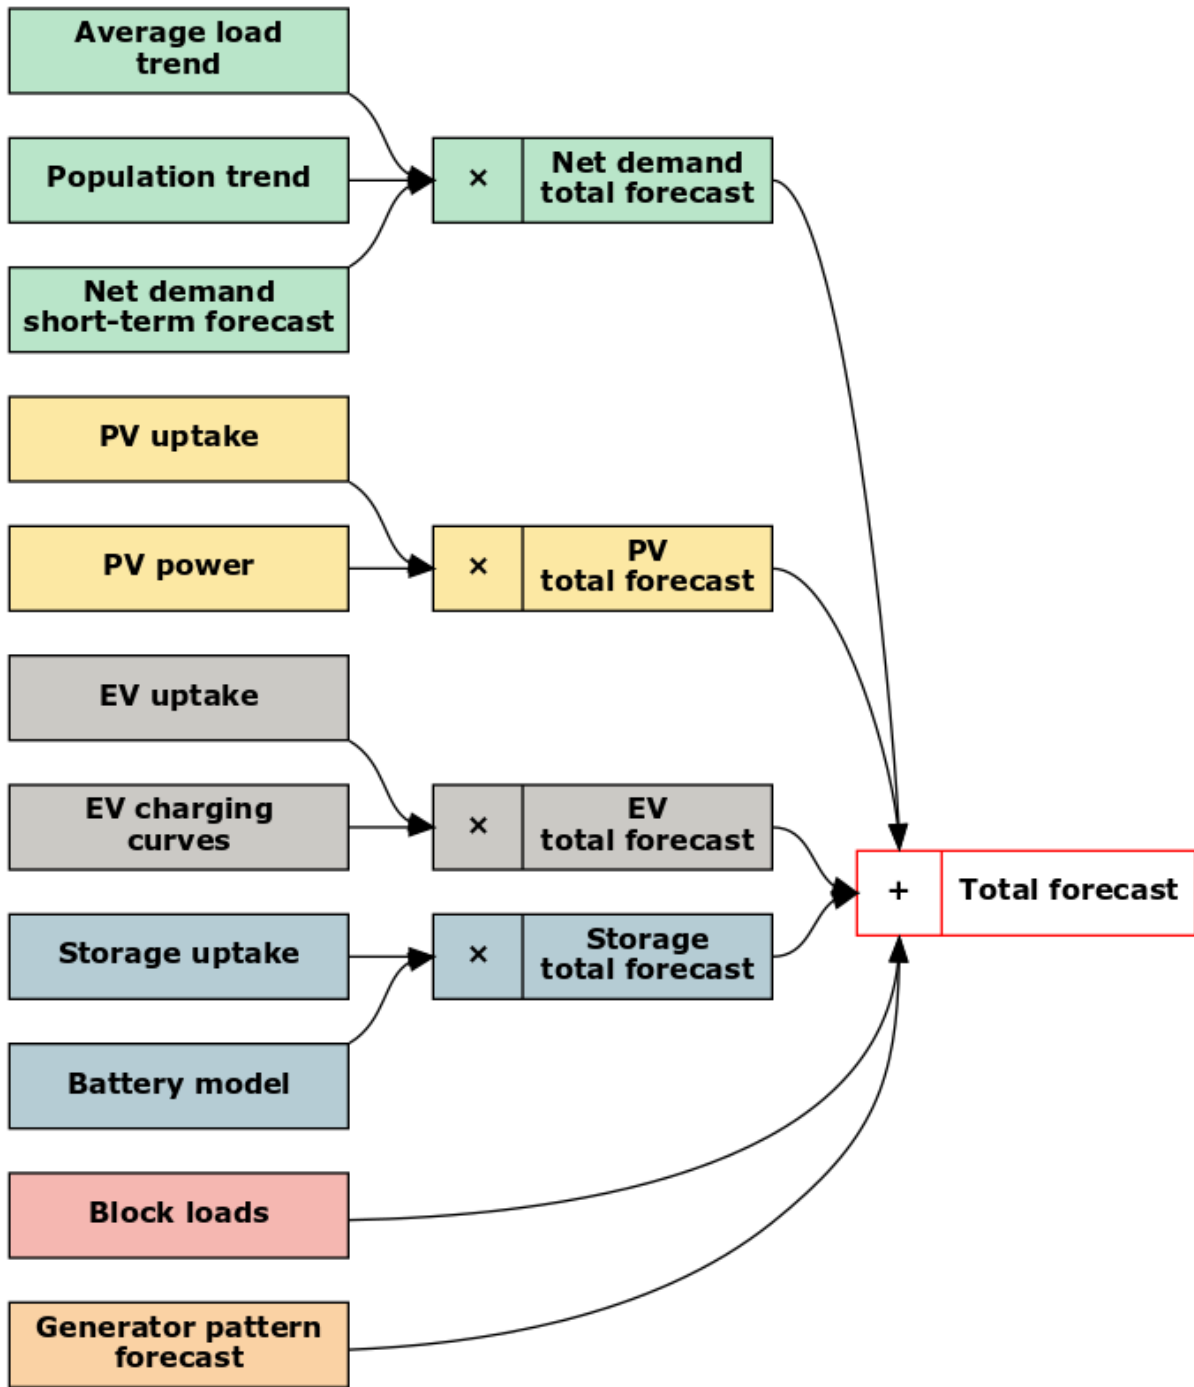 Average load
trend
Population trend
× Net demand
total forecast
Net demand
short-term forecast
PV uptake
PV power
× PV
total forecast
EV uptake
EV charging
curves
× EV
total forecast
+ Total forecast
Storage uptake
× Storage
total forecast
Battery model
Block loads
Generator pattern
forecast